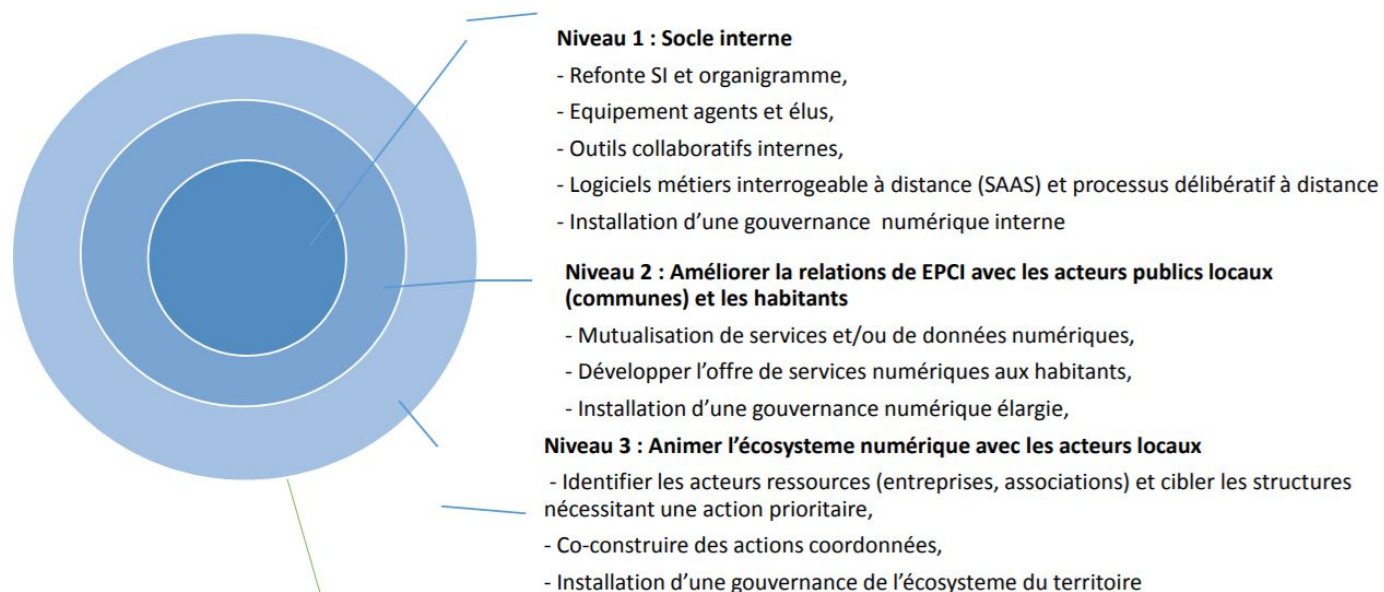 Niveau 1 : Socle interne
- Refonte SI et organigramme,
- Equipement agents et élus,
- Outils collaboratifs internes,
- Logiciels métiers interrogeable à distance (SAAS) et processus délibératif à distance
- Installation d’une gouvernance  numérique interne
Niveau 2 : Améliorer la relations de EPCI avec les acteurs publics locaux
(communes) et les habitants
- Mutualisation de services et/ou de données numériques,
- Développer l’offre de services numériques aux habitants,
- Installation d’une gouvernance numérique élargie,
Niveau 3 : Animer l’écosysteme numérique avec les acteurs locaux
- Identifier les acteurs ressources (entreprises, associations) et cibler les structures
nécessitant une action prioritaire,
- Co-construire des actions coordonnées,
- Installation d’une gouvernance de l’écosysteme du territoire